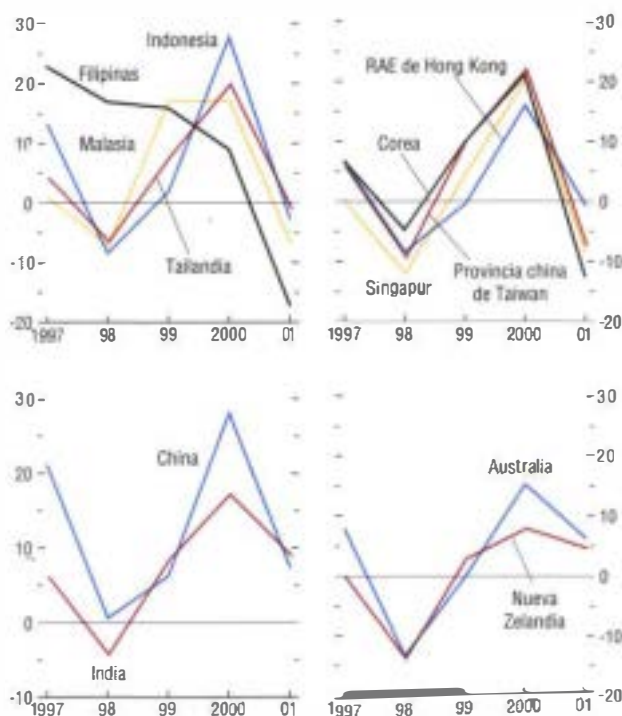 30
20
10
0
-10
-20
Indonesia
Filipinas
Malasia
Tailandia
1997 98 99 2000 01
30
20
10
0
-10
-20
RAE de Hong Kong
Corea
Singapur
Provincia china
de Taiwan
1997 98 99 2000 01
30
20
10
0
-10
China
India
1997 98 99 2000 01
30
20
10
0
-10
-20
Australia
Nueva
Zelandia
1997 98 99 2000 01